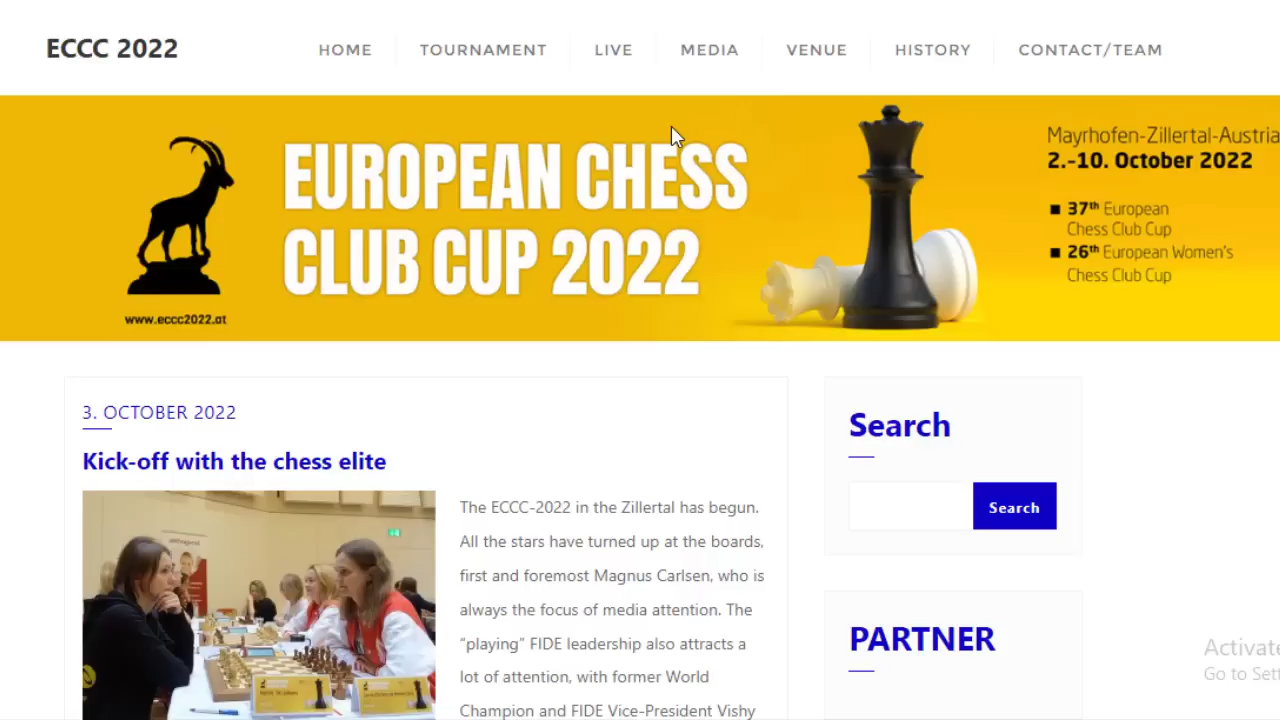 ECCC 2022
HOME
TOURNAMENT
LIVE
MEDIA
VENUE
HISTORY
CONTACT/TEAM
EUROPEAN CHESS
CLUB CUP 2022
www.eccc2022.at
Mayrhofen-Zillertal-Austria
2.-10. October 2022
37th European
Chess Club Cup
26th European Women's
Chess Club Cup
3. OCTOBER 2022
Kick-off with the chess elite
The ECCC-2022 in the Zillertal has begun.
All the stars have turned up at the boards,
first and foremost Magnus Carlsen, who is
always the focus of media attention. The
“playing” FIDE leadership also attracts a
lot of attention, with former World
Champion and FIDE Vice-President Vishy
Search
Search
PARTNER
Activate
Go to Sett